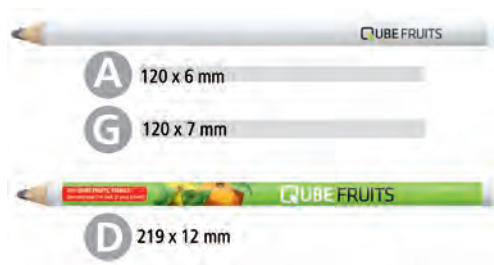 QUBE FRUITS
A 120 x 6 mm
G 120 x 7 mm
QUBE FRUITS
D 219 x 12 mm